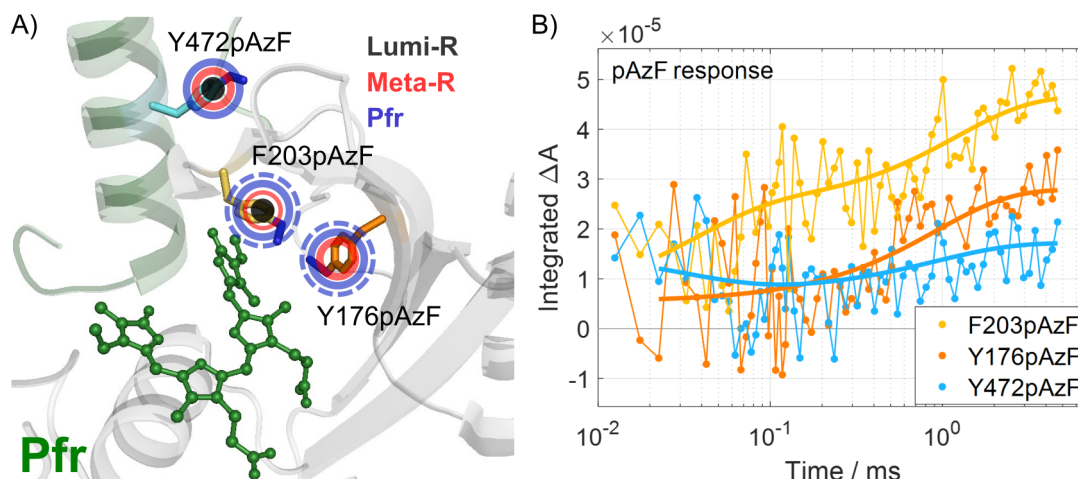 A)
Y472pAzF
Lumi-R
Meta-R
Pfr
F203pAzF
Y176pAzF
Pfr
B)
×10⁻⁵
pAzF response
Integrated ΔA
5
4
3
2
1
0
-1
F203pAzF
Y176pAzF
Y472pAzF
10⁻² 10⁻¹ 10⁰
Time / ms